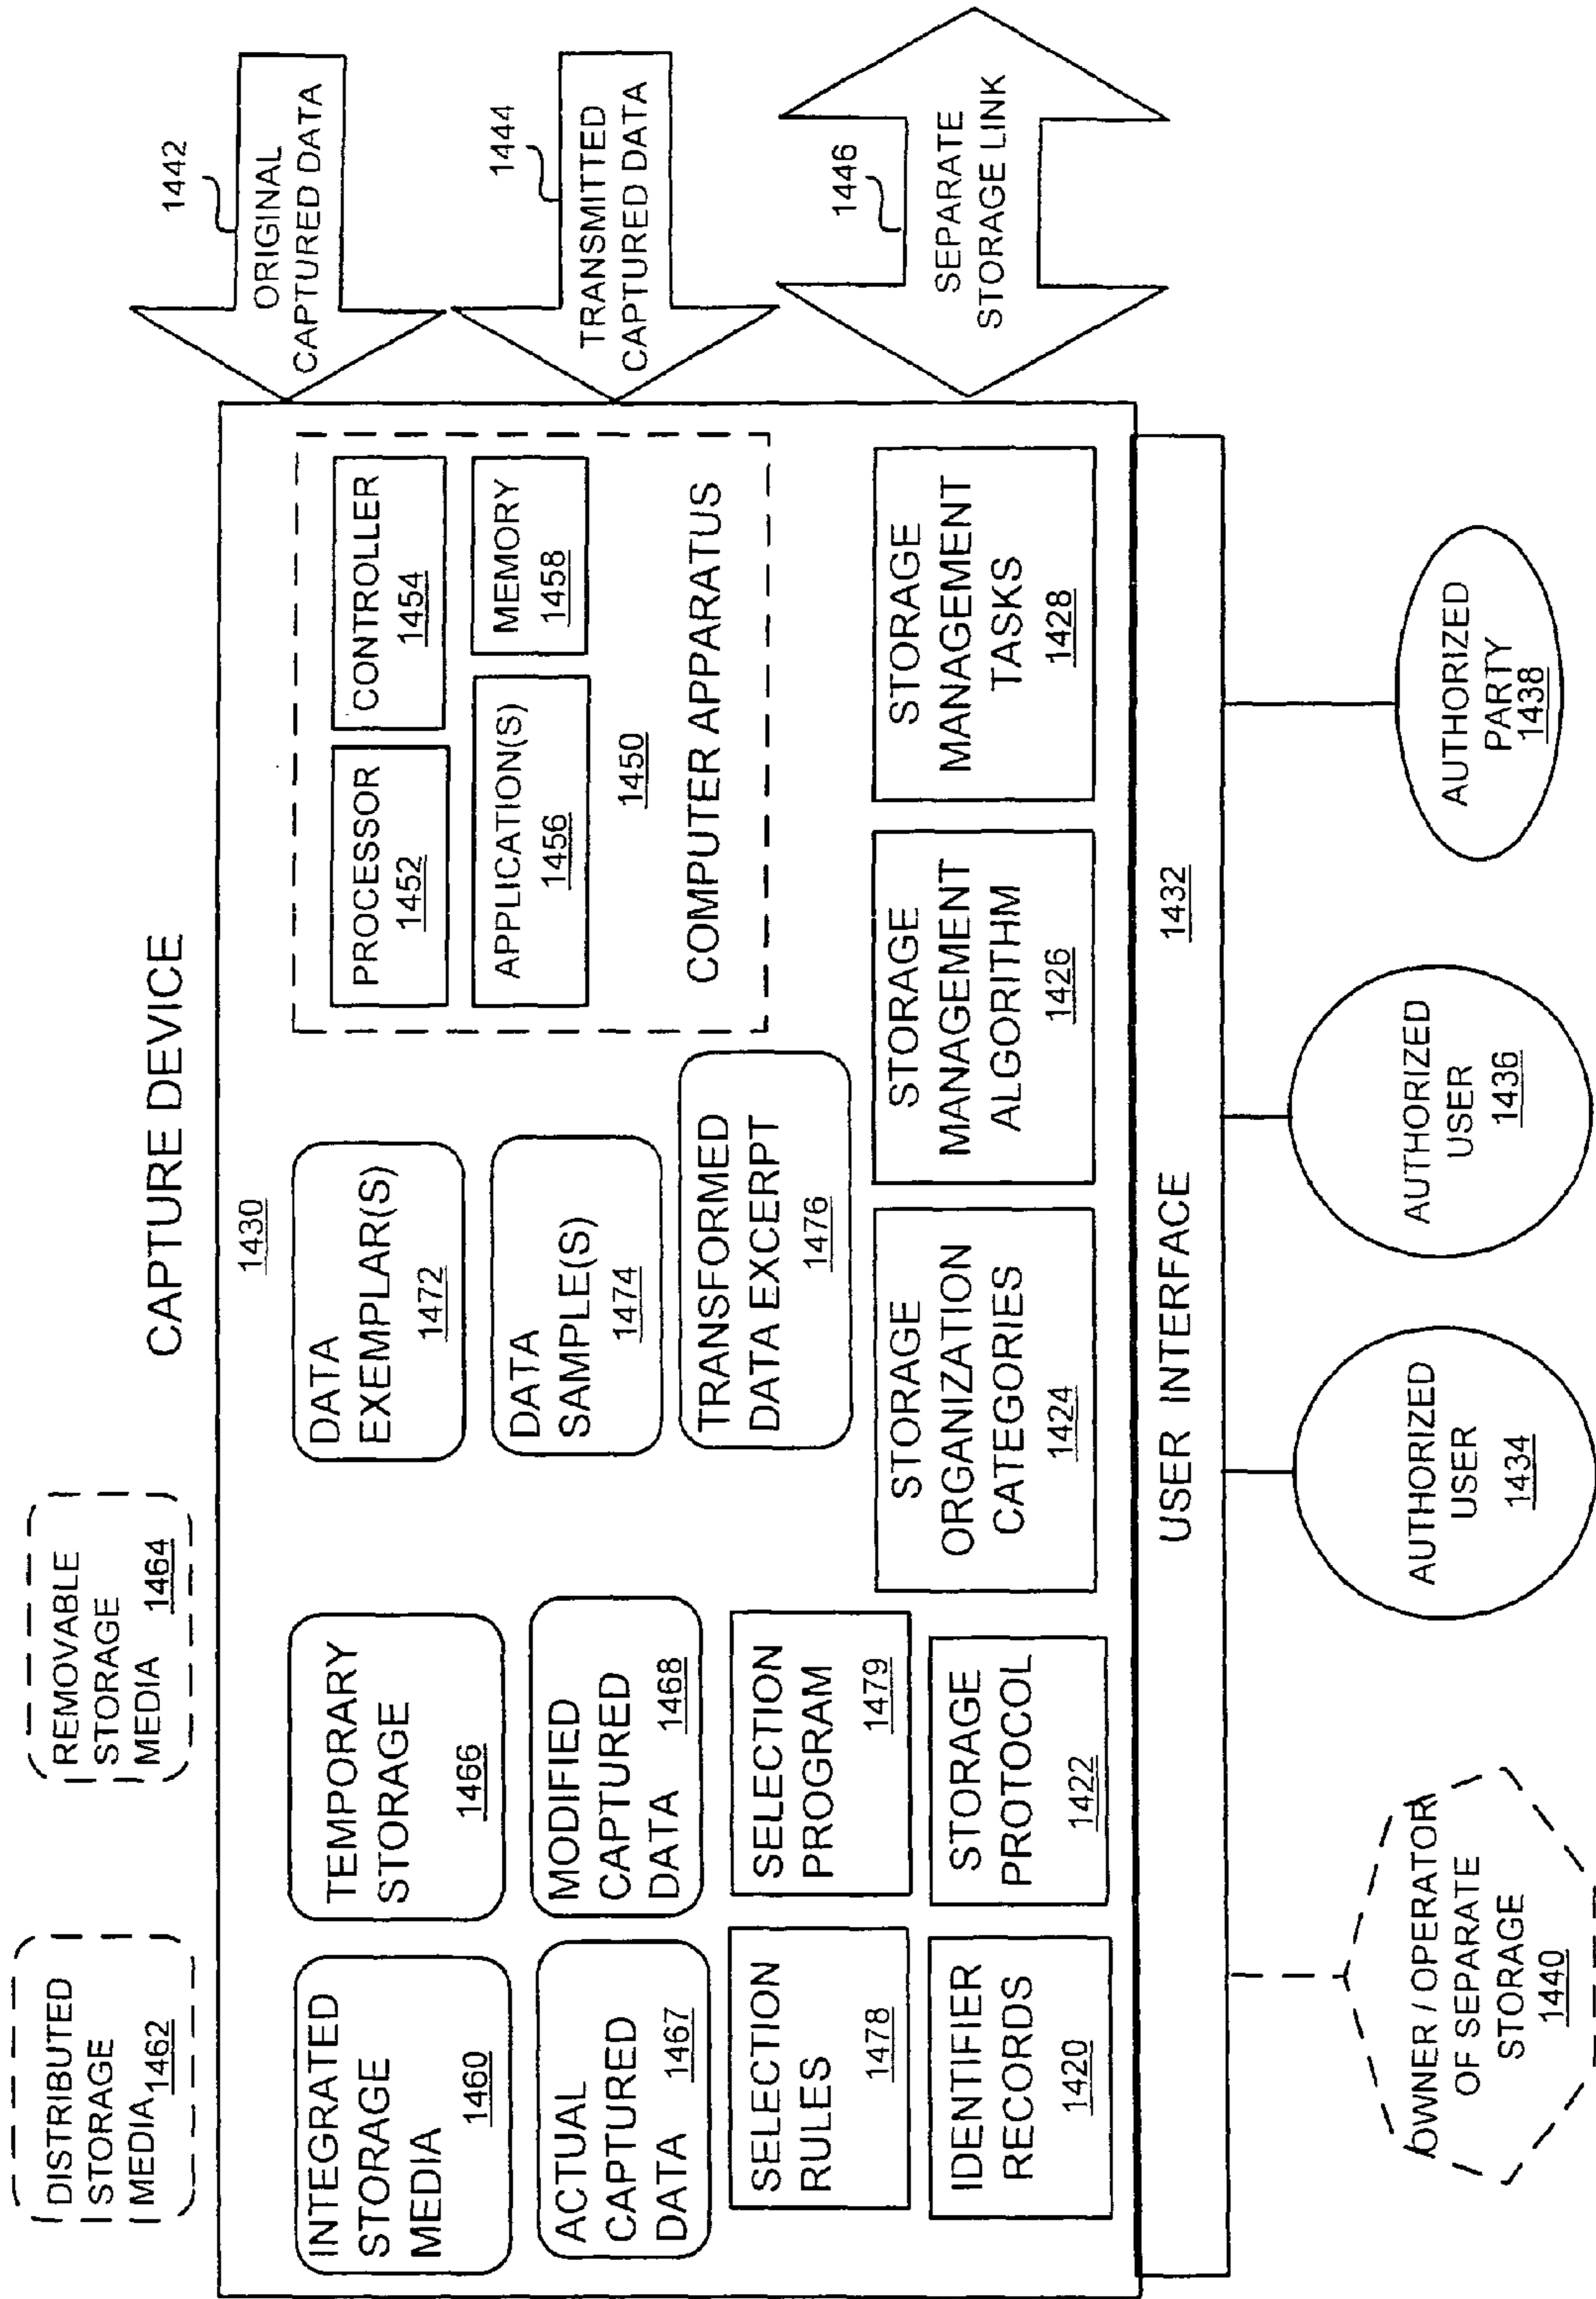 CAPTURE DEVICE
DISTRIBUTED
STORAGE
MEDIA 1462
REMOVABLE
STORAGE
MEDIA 1464
1430
INTEGRATED
STORAGE
MEDIA 1460
TEMPORARY
STORAGE
1466
DATA
EXEMPLAR(S)
1472
PROCESSOR
1452
CONTROLLER
1454
APPLICATION(S)
1456
MEMORY
1458
1450
COMPUTER APPARATUS
ACTUAL
CAPTURED
DATA 1467
MODIFIED
CAPTURED
DATA 1468
DATA
SAMPLE(S)
1474
TRANSFORMED
DATA EXCERPT
1476
SELECTION
RULES 1478
SELECTION
PROGRAM
1479
IDENTIFIER
RECORDS
1420
STORAGE
PROTOCOL
1422
STORAGE
ORGANIZATION
CATEGORIES
1424
STORAGE
MANAGEMENT
ALGORITHM
1426
STORAGE
MANAGEMENT
TASKS
1428
USER INTERFACE 1432
1442
ORIGINAL
CAPTURED DATA
1444
TRANSMITTED
CAPTURED DATA
1446
SEPARATE
STORAGE LINK
OWNER / OPERATOR
OF SEPARATE
STORAGE
1440
AUTHORIZED
USER
1434
AUTHORIZED
USER
1436
AUTHORIZED
PARTY
1438